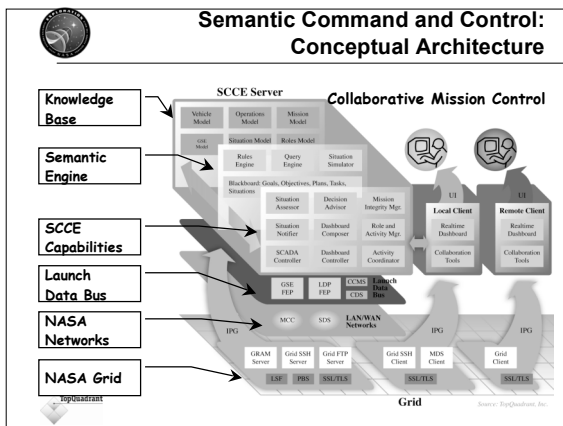 Semantic Command and Control:
Conceptual Architecture
SCCE Server
Collaborative Mission Control
Knowledge
Base
Semantic
Engine
SCCE
Capabilities
Launch
Data Bus
NASA
Networks
NASA Grid
Vehicle
Model
Operations
Model
Mission
Model
GSE
Model
Situation Model
Roles Model
Rules
Engine
Query
Engine
Situation
Simulator
Blackboard: Goals, Objectives, Plans, Tasks,
Situations
Situation
Assessor
Decision
Advisor
Mission
Integrity Mgr.
Situation
Notifier
Dashboard
Composer
Role and
Activity Mgr.
SCADA
Controller
Dashboard
Controller
Activity
Coordinator
UI
UI
Local Client
Remote Client
Realtime
Dashboard
Realtime
Dashboard
Collaboration
Tools
Collaboration
Tools
GSE
FEP
LDP
FEP
CCMS
CDS
Launch
Data
Bus
MCC
SDS
LAN/WAN
Networks
IPG
IPG
IPG
GRAM
Server
Grid SSH
Server
Grid FTP
Server
Grid SSH
Client
MDS
Client
Grid
Client
LSF
PBS
SSL/TLS
SSL/TLS
SSL/TLS
Grid
TopQuadrant
Source: TopQuadrant, Inc.